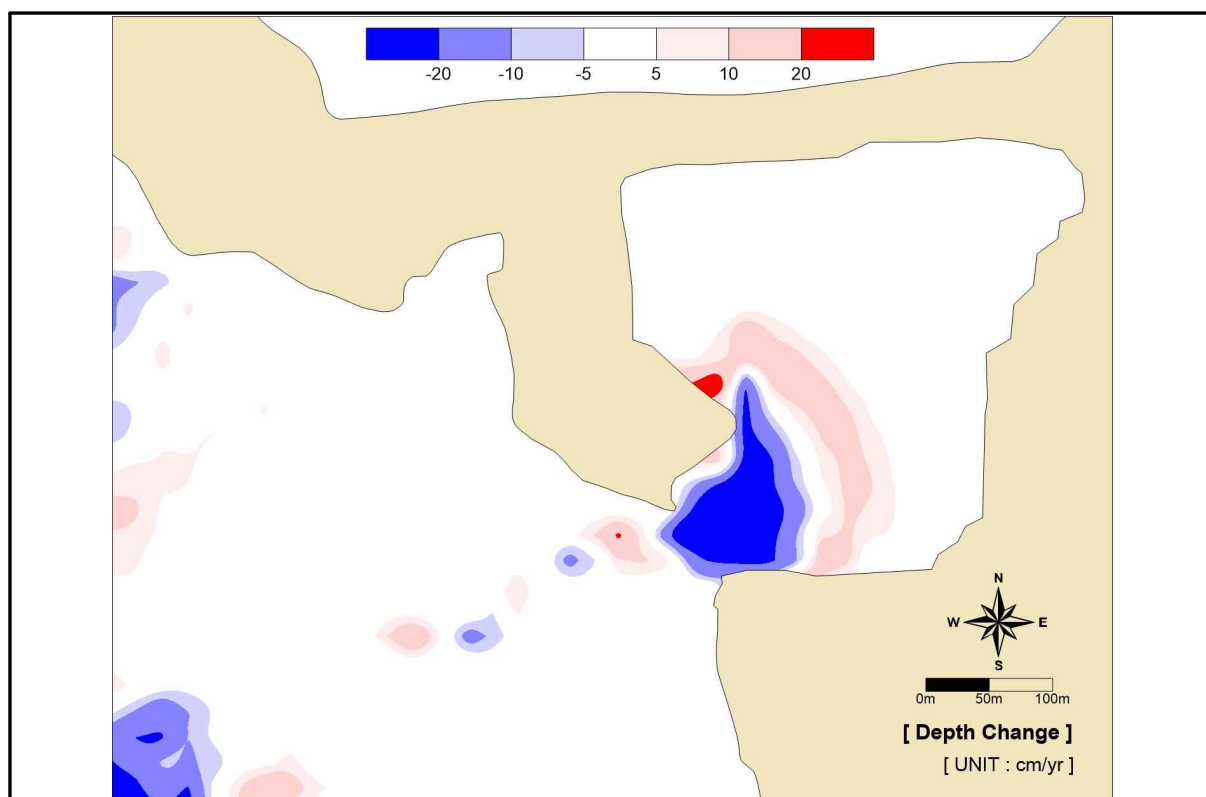 -20 -10 -5 5 10 20
N
W E
S
0m 50m 100m
[ Depth Change ]
[ UNIT : cm/yr ]